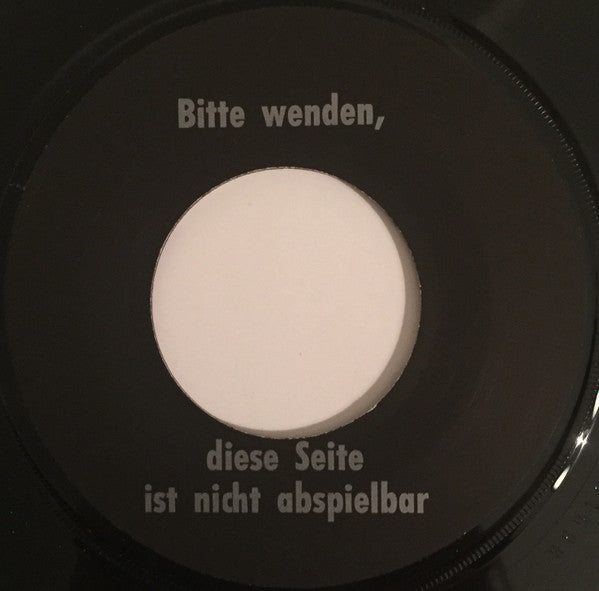 Bitte wenden,
diese Seite
ist nicht abspielbar